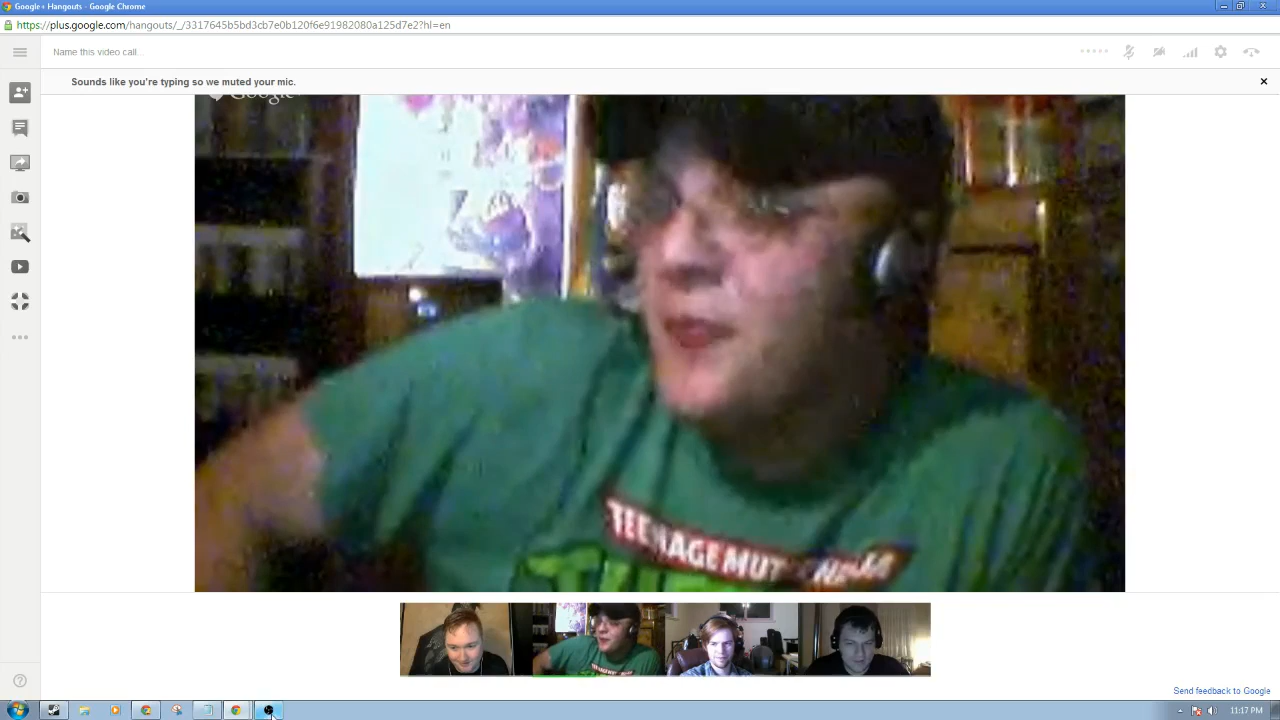 Google+ Hangouts - Google Chrome
https://plus.google.com/hangouts/_/3317645b5bd3cb7e0b120f6e91982080a125d7e2?hl=en
Name this video call...
Sounds like you're typing so we muted your mic.
Google
TEENAGE MUTANT NINJA
Send feedback to Google
11:17 PM